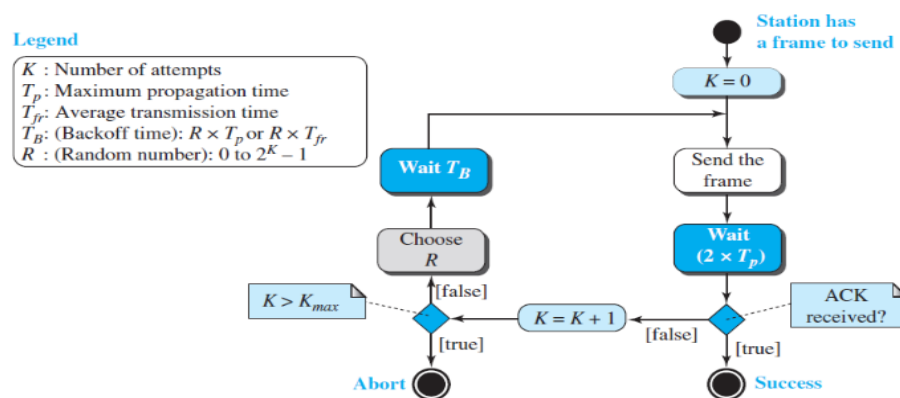 Legend
K : Number of attempts
Tp : Maximum propagation time
Tfr: Average transmission time
TB: (Backoff time): R × Tp or R × Tfr
R : (Random number): 0 to 2^K – 1
Station has
a frame to send
K = 0
Wait TB
Send the
frame
Choose
R
Wait
(2 × Tp)
[false]
K > Kmax
K = K + 1
ACK
received?
[false]
[true]
[true]
Abort
Success